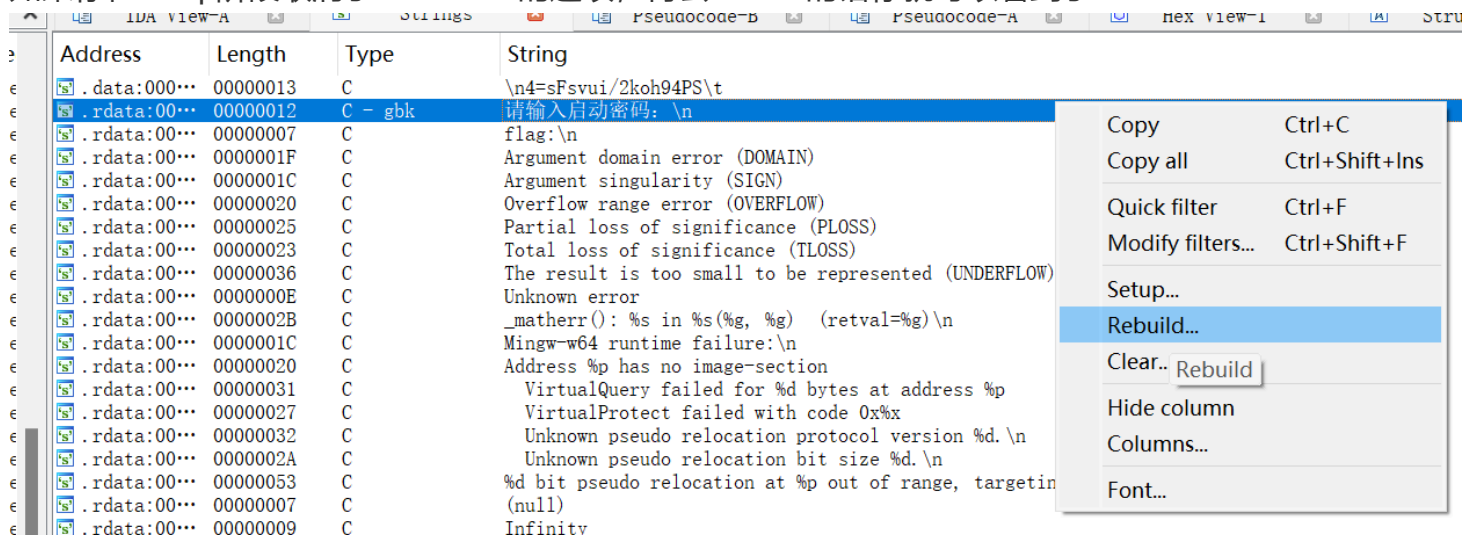 IDA View-A Strings Pseudocode-B Pseudocode-A Hex View-1
Address Length Type String
.data:000… 00000013 C \n4=sFsvui/2koh94PS\t
.rdata:00… 00000012 C - gbk 请输入启动密码: \n
.rdata:00… 00000007 C flag:\n
.rdata:00… 0000001F C Argument domain error (DOMAIN)
.rdata:00… 0000001C C Argument singularity (SIGN)
.rdata:00… 00000020 C Overflow range error (OVERFLOW)
.rdata:00… 00000025 C Partial loss of significance (PLOSS)
.rdata:00… 00000023 C Total loss of significance (TLOSS)
.rdata:00… 00000036 C The result is too small to be represented (UNDERFLOW)
.rdata:00… 0000000E C Unknown error
.rdata:00… 0000002B C _matherr(): %s in %s(%g, %g) (retval=%g)\n
.rdata:00… 0000001C C Mingw-w64 runtime failure:\n
.rdata:00… 00000020 C Address %p has no image-section
.rdata:00… 00000031 C VirtualQuery failed for %d bytes at address %p
.rdata:00… 00000027 C VirtualProtect failed with code 0x%x
.rdata:00… 00000032 C Unknown pseudo relocation protocol version %d.\n
.rdata:00… 0000002A C Unknown pseudo relocation bit size %d.\n
.rdata:00… 00000053 C %d bit pseudo relocation at %p out of range, targetin
.rdata:00… 00000007 C (null)
.rdata:00… 00000009 C Infinity
Copy Ctrl+C
Copy all Ctrl+Shift+Ins
Quick filter Ctrl+F
Modify filters... Ctrl+Shift+F
Setup...
Rebuild...
Clear..
Rebuild
Hide column
Columns...
Font...